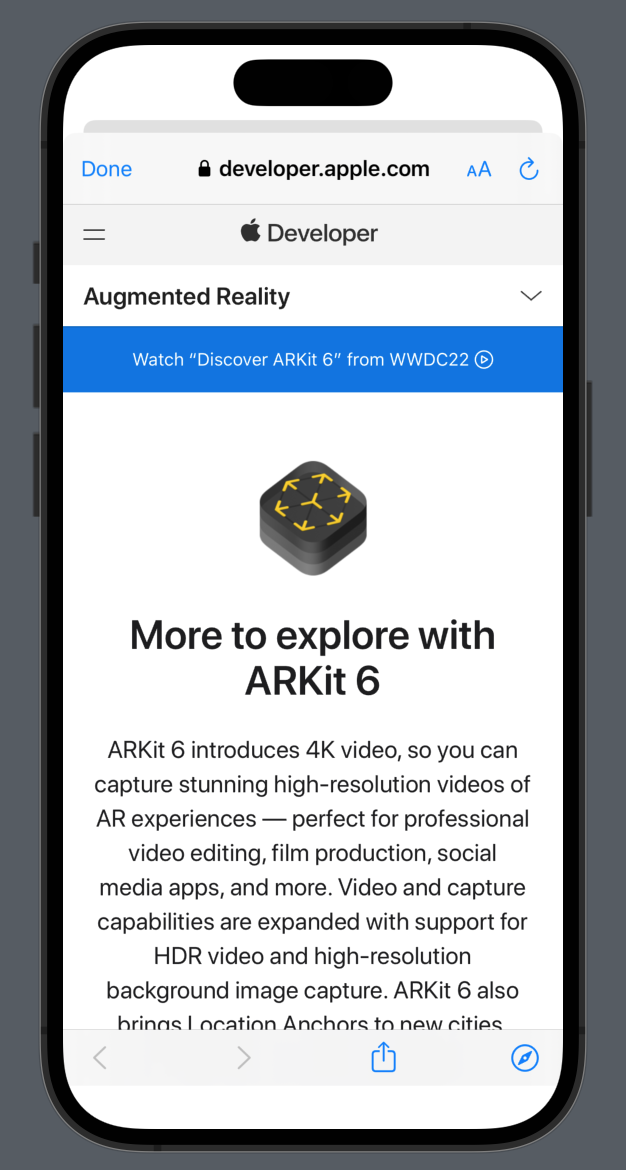 Done developer.apple.com AA
Developer
Augmented Reality
Watch “Discover ARKit 6” from WWDC22
More to explore with
ARKit 6
ARKit 6 introduces 4K video, so you can
capture stunning high-resolution videos of
AR experiences — perfect for professional
video editing, film production, social
media apps, and more. Video and capture
capabilities are expanded with support for
HDR video and high-resolution
background image capture. ARKit 6 also
brings Location Anchors to new cities,